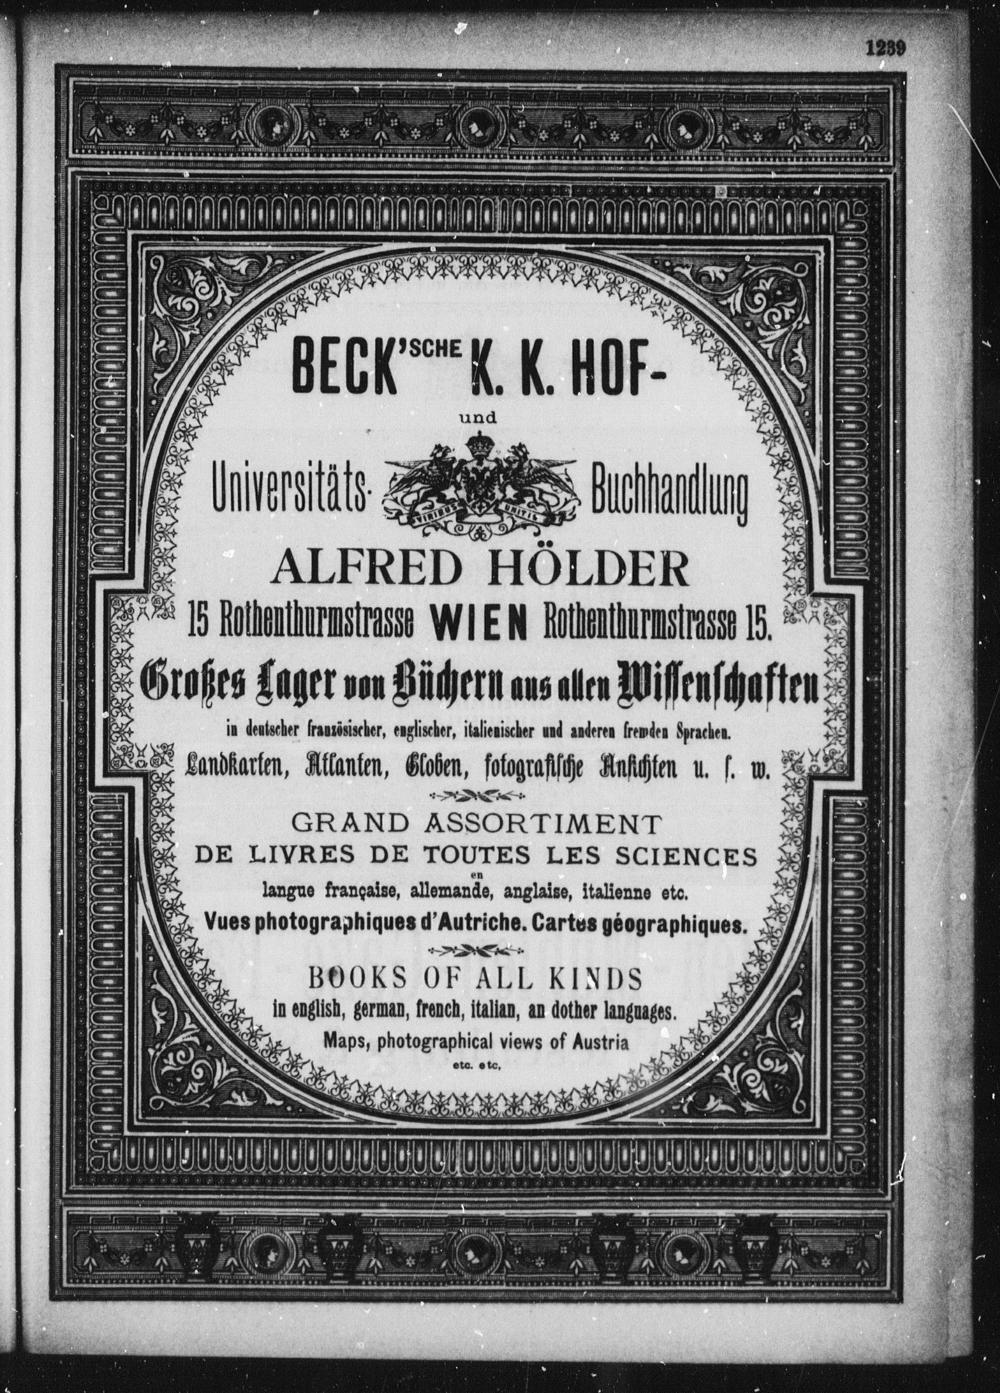 1239
BECK'SCHE K. K. HOF-
und
Universitäts- Buchhandlung
VIRIBUS UNITIS
ALFRED HÖLDER
15 Rothenthurmstrasse WIEN Rothenthurmstrasse 15.
Großes Lager von Büchern aus allen Wissenschaften
in deutscher französischer, englischer, italienischer und anderen fremden Sprachen.
Landkarten, Atlanten, Globen, fotografische Ansichten u. s. w.
GRAND ASSORTIMENT
DE LIVRES DE TOUTES LES SCIENCES
en
langue française, allemande, anglaise, italienne etc.
Vues photographiques d'Autriche. Cartes géographiques.
BOOKS OF ALL KINDS
in english, german, french, italian, an dother languages.
Maps, photographical views of Austria
etc. etc.